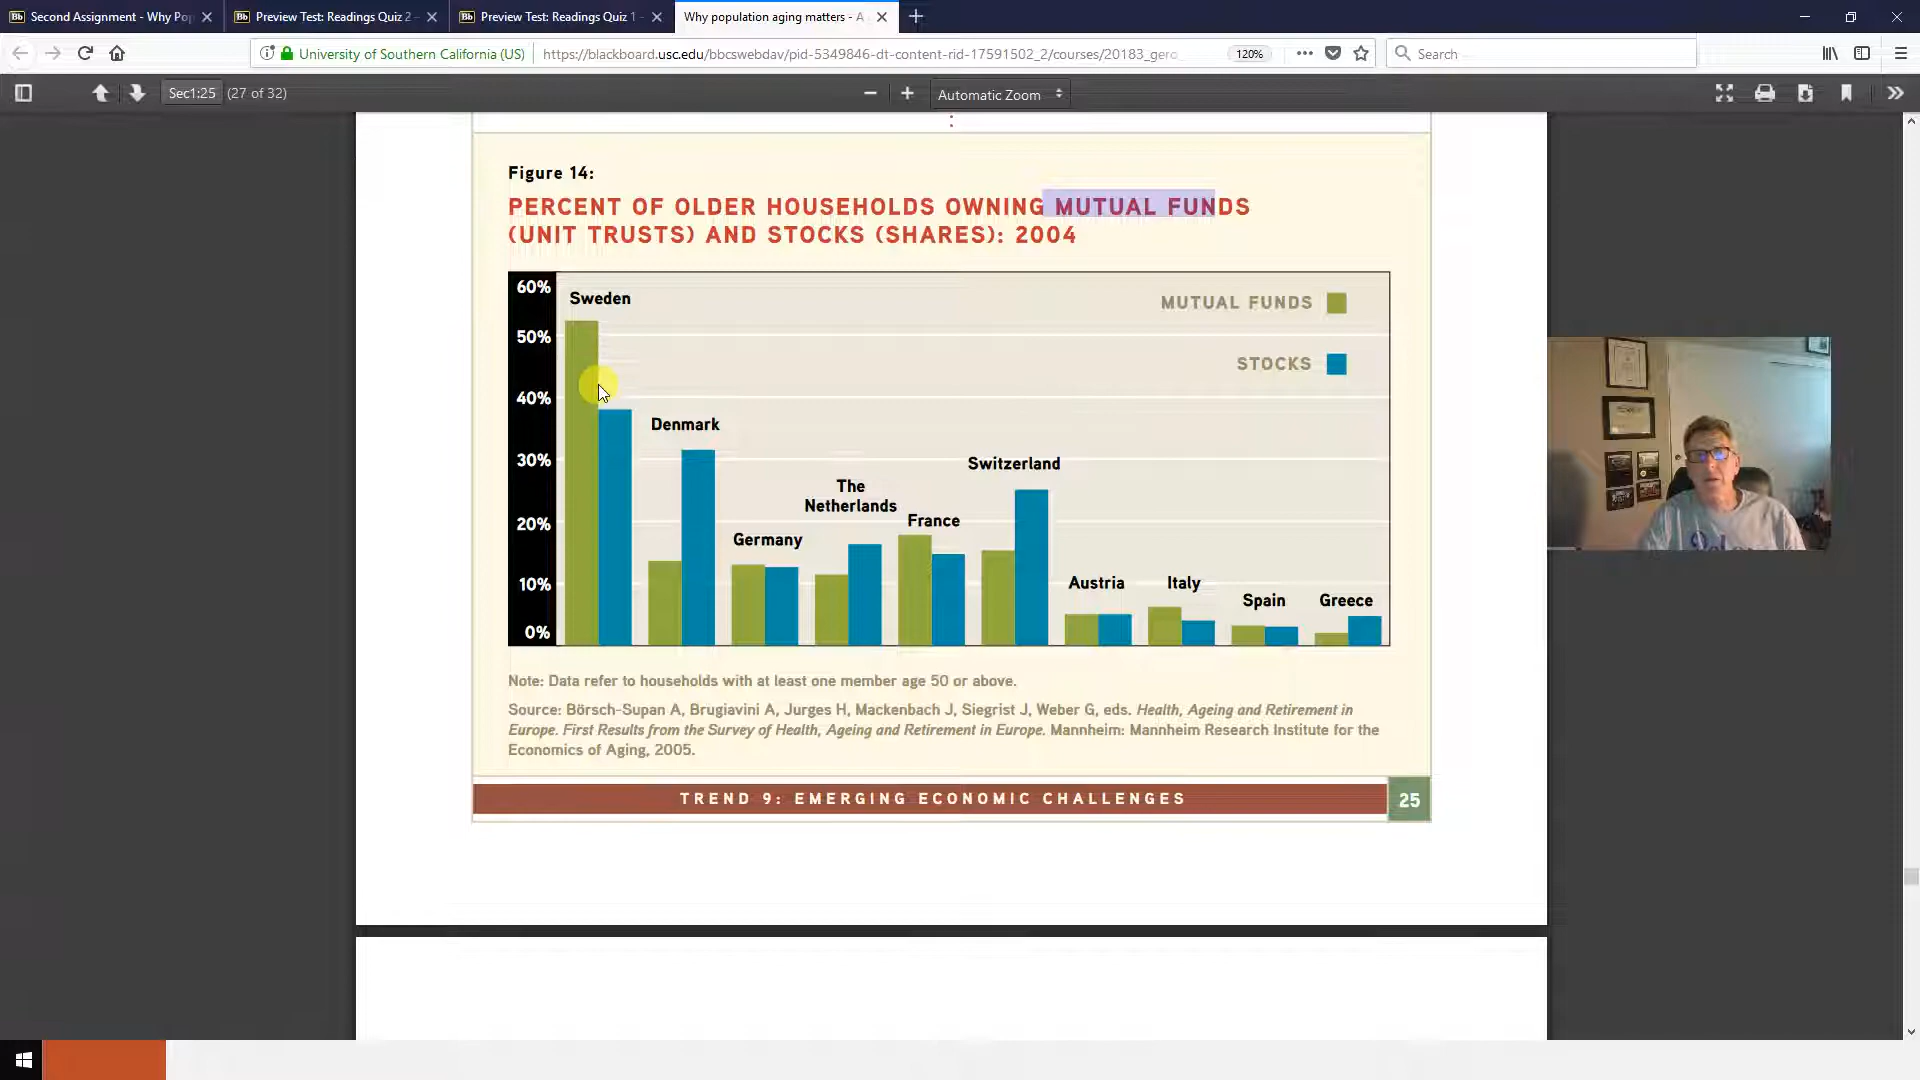 Second Assignment - Why Pop
Preview Test: Readings Quiz 2 -
Preview Test: Readings Quiz 1 -
Why population aging matters - A
University of Southern California (US)
https://blackboard.usc.edu/bbcswebdav/pid-5349846-dt-content-rid-17591502_2/courses/20183_gero
120%
Search
Sec1:25
(27 of 32)
Automatic Zoom
Figure 14:
PERCENT OF OLDER HOUSEHOLDS OWNING MUTUAL FUNDS
(UNIT TRUSTS) AND STOCKS (SHARES): 2004
60%
50%
40%
30%
20%
10%
0%
MUTUAL FUNDS
STOCKS
Sweden
Denmark
Germany
The
Netherlands
France
Switzerland
Austria
Italy
Spain
Greece
Note: Data refer to households with at least one member age 50 or above.
Source: Börsch-Supan A, Brugiavini A, Jurges H, Mackenbach J, Siegrist J, Weber G, eds. Health, Ageing and Retirement in
Europe. First Results from the Survey of Health, Ageing and Retirement in Europe. Mannheim: Mannheim Research Institute for the
Economics of Aging, 2005.
TREND 9: EMERGING ECONOMIC CHALLENGES
25